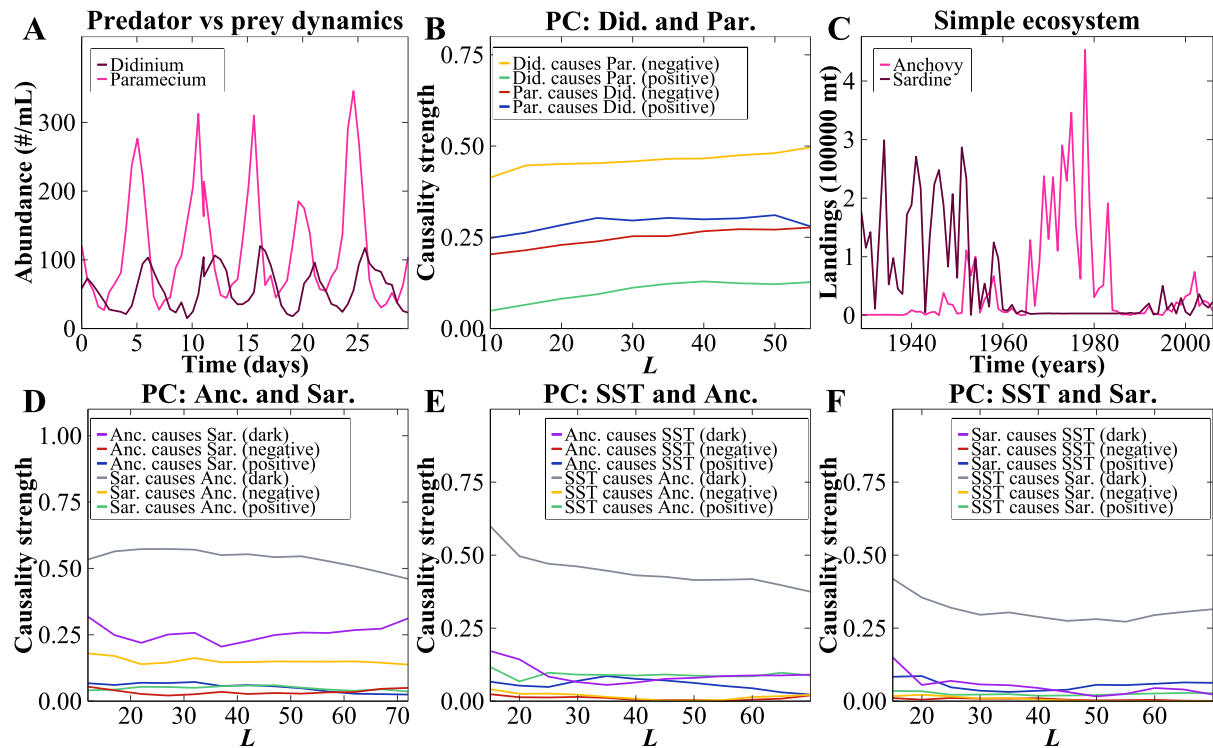 A
Predator vs prey dynamics
Didinium
Paramecium
Abundance (#/mL)
300
200
100
0
0 5 10 15 20 25
Time (days)
B
PC: Did. and Par.
Did. causes Par. (negative)
Did. causes Par. (positive)
Par. causes Did. (negative)
Par. causes Did. (positive)
Causality strength
0.75
0.50
0.25
0.00
10 20 30 40 50
L
C
Simple ecosystem
Anchovy
Sardine
Landings (100000 mt)
4
3
2
1
0
1940 1960 1980 2000
Time (years)
D
PC: Anc. and Sar.
Anc. causes Sar. (dark)
Anc. causes Sar. (negative)
Anc. causes Sar. (positive)
Sar. causes Anc. (dark)
Sar. causes Anc. (negative)
Sar. causes Anc. (positive)
Causality strength
1.00
0.75
0.50
0.25
0.00
20 30 40 50 60 70
L
E
PC: SST and Anc.
Anc. causes SST (dark)
Anc. causes SST (negative)
Anc. causes SST (positive)
SST causes Anc. (dark)
SST causes Anc. (negative)
SST causes Anc. (positive)
Causality strength
0.75
0.50
0.25
0.00
20 30 40 50 60
L
F
PC: SST and Sar.
Sar. causes SST (dark)
Sar. causes SST (negative)
Sar. causes SST (positive)
SST causes Sar. (dark)
SST causes Sar. (negative)
SST causes Sar. (positive)
Causality strength
0.75
0.50
0.25
0.00
20 30 40 50 60
L